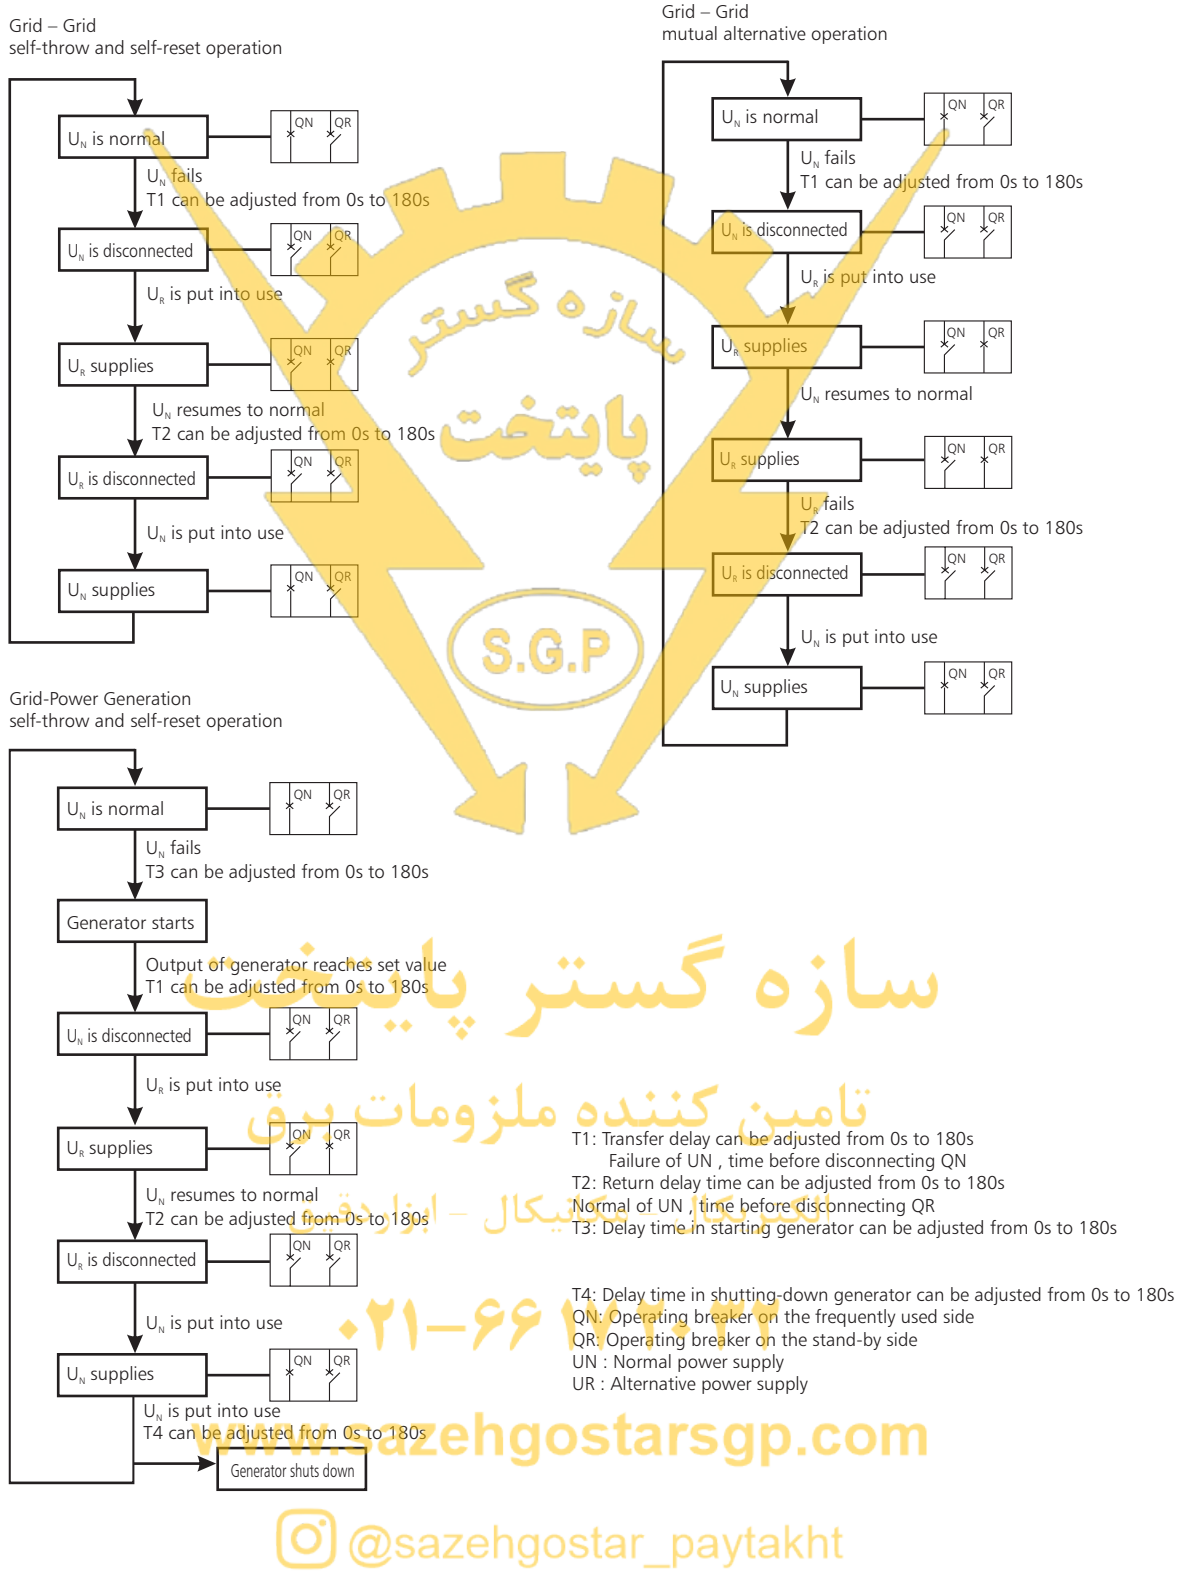 Grid – Grid
self-throw and self-reset operation
UN is normal
QN QR
UN fails
T1 can be adjusted from 0s to 180s
UN is disconnected
QN QR
UR is put into use
UR supplies
QN QR
UN resumes to normal
T2 can be adjusted from 0s to 180s
UR is disconnected
QN QR
UN is put into use
UN supplies
QN QR
Grid – Grid
mutual alternative operation
UN is normal
QN QR
UN fails
T1 can be adjusted from 0s to 180s
UN is disconnected
QN QR
UR is put into use
UR supplies
QN QR
UN resumes to normal
UR supplies
QN QR
UR fails
T2 can be adjusted from 0s to 180s
UR is disconnected
QN QR
UN is put into use
UN supplies
QN QR
سازه گستر
پایتخت
S.G.P
Grid-Power Generation
self-throw and self-reset operation
UN is normal
QN QR
UN fails
T3 can be adjusted from 0s to 180s
Generator starts
Output of generator reaches set value
T1 can be adjusted from 0s to 180s
UN is disconnected
QN QR
UR is put into use
UR supplies
QN QR
UN resumes to normal
T2 can be adjusted from 0s to 180s
UR is disconnected
QN QR
UN is put into use
UN supplies
QN QR
UN is put into use
T4 can be adjusted from 0s to 180s
Generator shuts down
سازه گستر پایتخت
تامین کننده ملزومات برق
الکتریکال – مکانیکال – ابزاردقیق
۰۲۱–۶۶ ۱۷ ۲۰ ۳۲
www.sazehgostarsgp.com
@sazehgostar_paytakht
T1: Transfer delay can be adjusted from 0s to 180s
Failure of UN , time before disconnecting QN
T2: Return delay time can be adjusted from 0s to 180s
Normal of UN , time before disconnecting QR
T3: Delay time in starting generator can be adjusted from 0s to 180s
T4: Delay time in shutting-down generator can be adjusted from 0s to 180s
QN: Operating breaker on the frequently used side
QR: Operating breaker on the stand-by side
UN : Normal power supply
UR : Alternative power supply